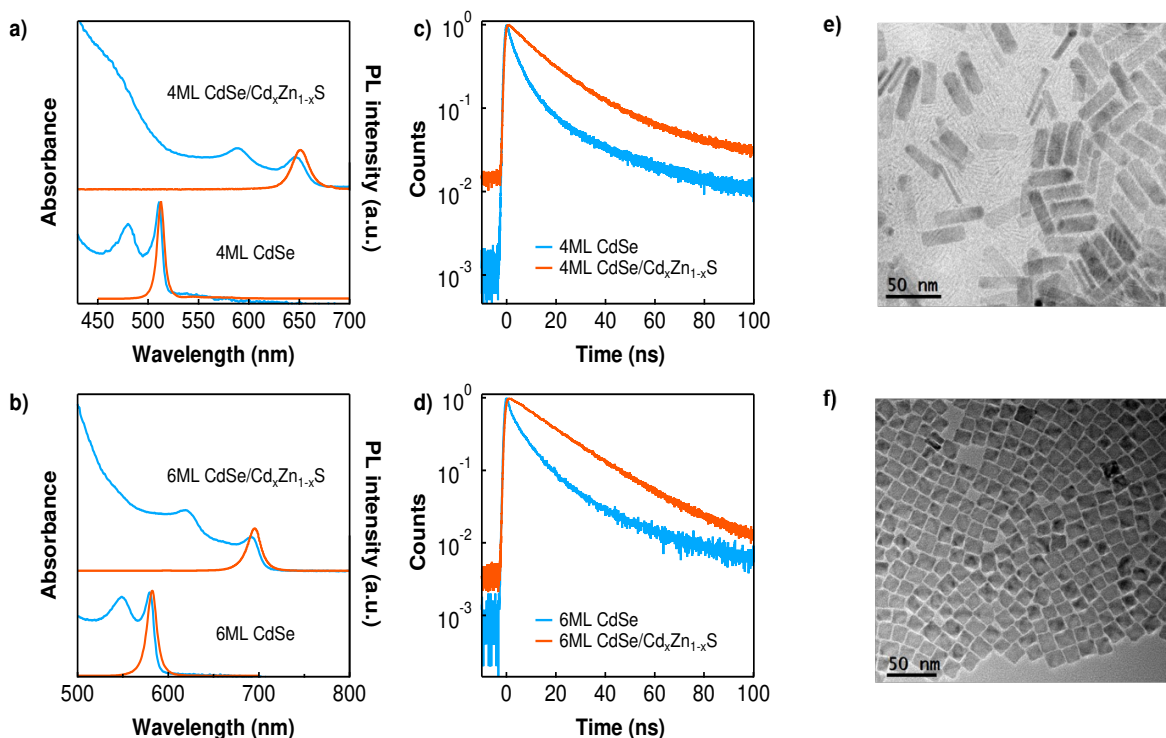 a)
Absorbance
PL intensity (a.u.)
4ML CdSe/CdₓZn₁₋ₓS
4ML CdSe
450 500 550 600 650 700
Wavelength (nm)
b)
Absorbance
PL intensity (a.u.)
6ML CdSe/CdₓZn₁₋ₓS
6ML CdSe
500 600 700 800
Wavelength (nm)
c)
Counts
10⁰
10⁻¹
10⁻²
10⁻³
4ML CdSe
4ML CdSe/CdₓZn₁₋ₓS
0 20 40 60 80 100
Time (ns)
d)
Counts
10⁰
10⁻¹
10⁻²
10⁻³
6ML CdSe
6ML CdSe/CdₓZn₁₋ₓS
0 20 40 60 80 100
Time (ns)
e)
50 nm
f)
50 nm